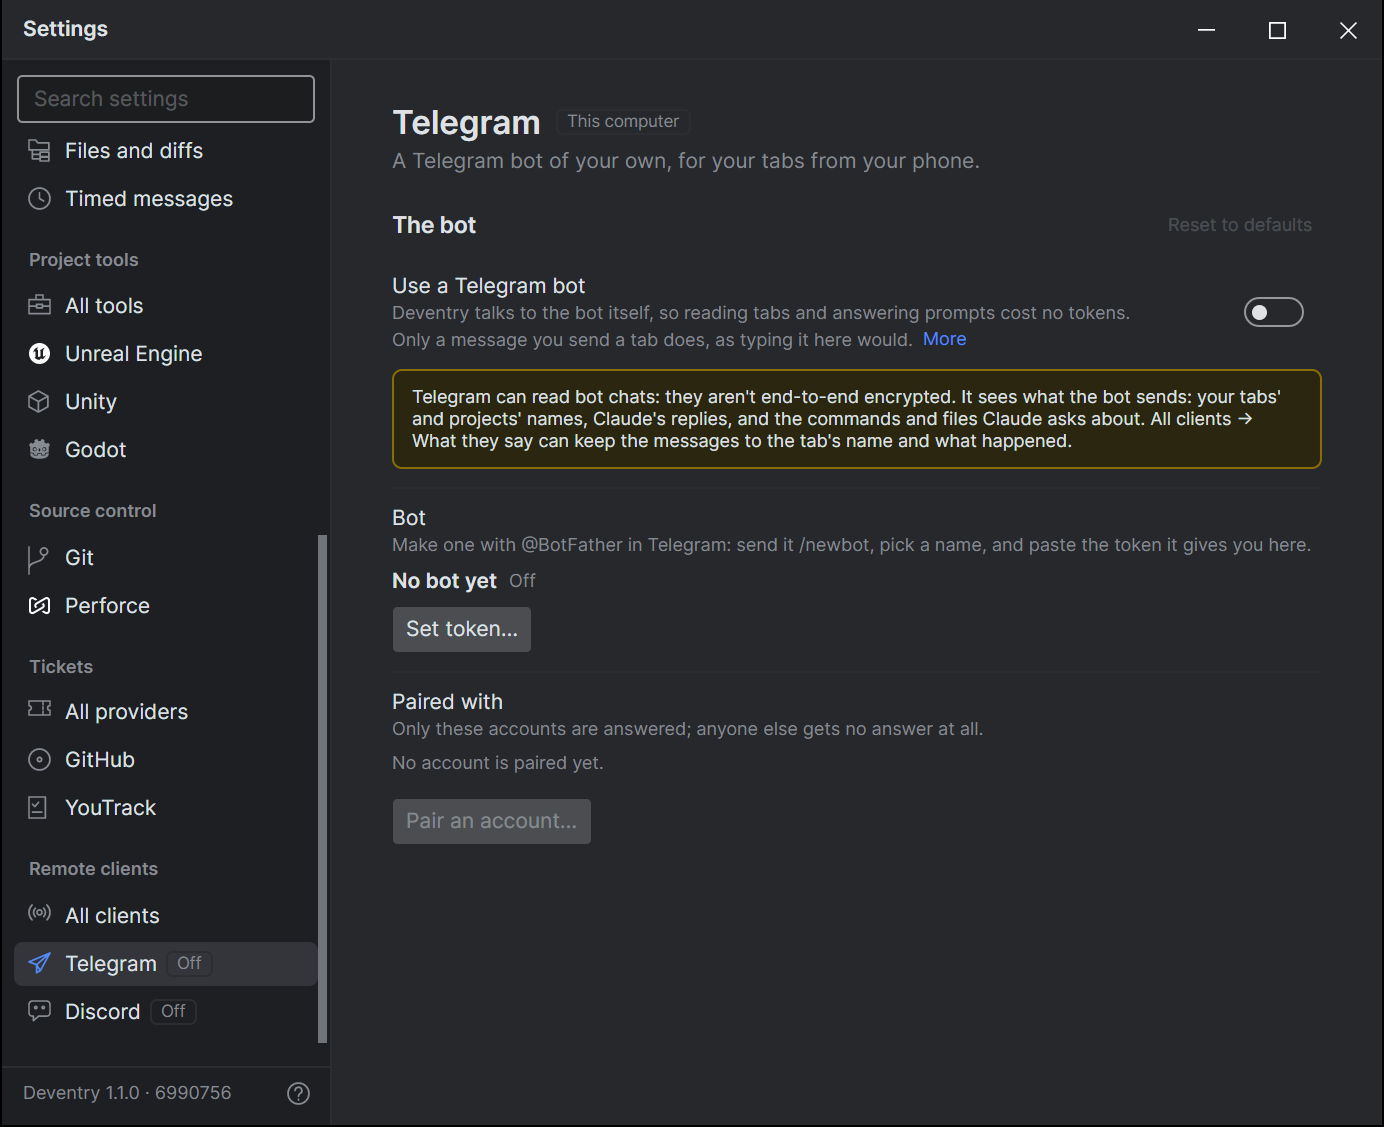 Settings
Search settings
Files and diffs
Timed messages
Project tools
All tools
Unreal Engine
Unity
Godot
Source control
Git
Perforce
Tickets
All providers
GitHub
YouTrack
Remote clients
All clients
Telegram Off
Discord Off
Deventry 1.1.0 · 6990756
Telegram This computer
A Telegram bot of your own, for your tabs from your phone.
The bot
Reset to defaults
Use a Telegram bot
Deventry talks to the bot itself, so reading tabs and answering prompts cost no tokens.
Only a message you send a tab does, as typing it here would. More
Telegram can read bot chats: they aren't end-to-end encrypted. It sees what the bot sends: your tabs'
and projects' names, Claude's replies, and the commands and files Claude asks about. All clients →
What they say can keep the messages to the tab's name and what happened.
Bot
Make one with @BotFather in Telegram: send it /newbot, pick a name, and paste the token it gives you here.
No bot yet Off
Set token...
Paired with
Only these accounts are answered; anyone else gets no answer at all.
No account is paired yet.
Pair an account...